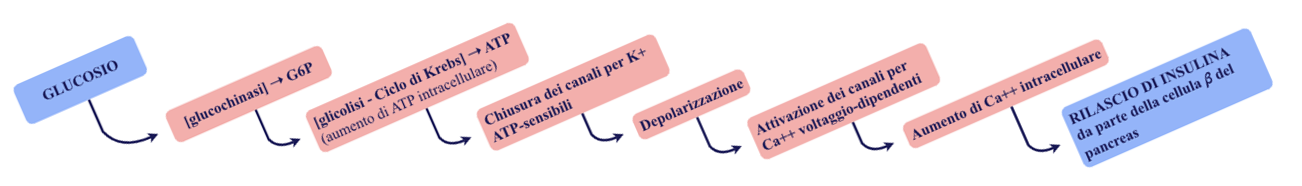 GLUCOSIO
[glucochinasi] → G6P
[glicolisi - Ciclo di Krebs] → ATP
(aumento di ATP intracellulare)
Chiusura dei canali per K+
ATP-sensibili
Depolarizzazione
Attivazione dei canali per
Ca++ voltaggio-dipendenti
Aumento di Ca++ intracellulare
RILASCIO DI INSULINA
da parte della cellula β del
pancreas